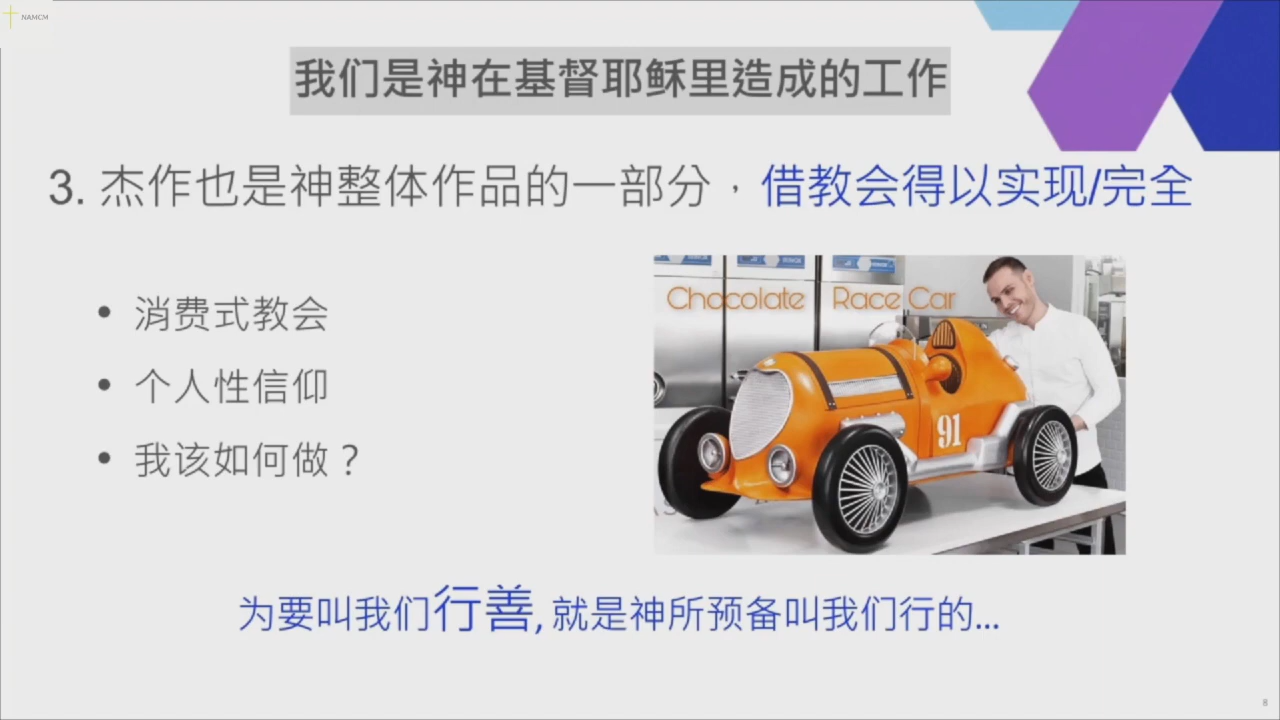 NAMCM
我们是神在基督耶稣里造成的工作
3. 杰作也是神整体作品的一部分，借教会得以实现/完全
• 消费式教会
• 个人性信仰
• 我该如何做？
Chocolate Race Car
91
为要叫我们行善, 就是神所预备叫我们行的...
8